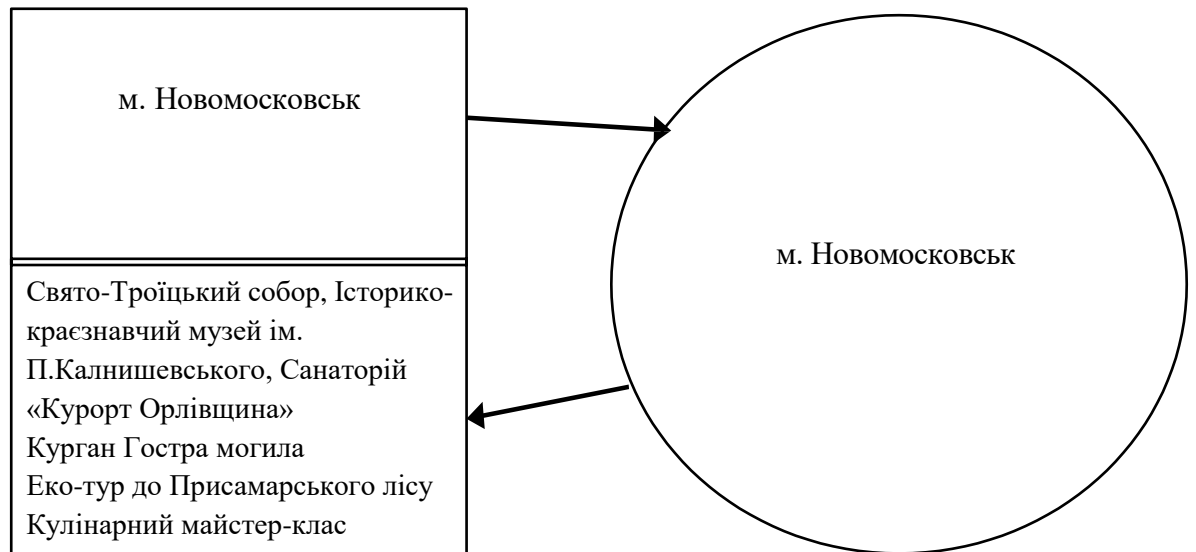 м. Новомосковськ
Свято-Троїцький собор, Історико-
краєзнавчий музей ім.
П.Калнишевського, Санаторій
«Курорт Орлівщина»
Курган Гостра могила
Еко-тур до Присамарського лісу
Кулінарний майстер-клас
м. Новомосковськ